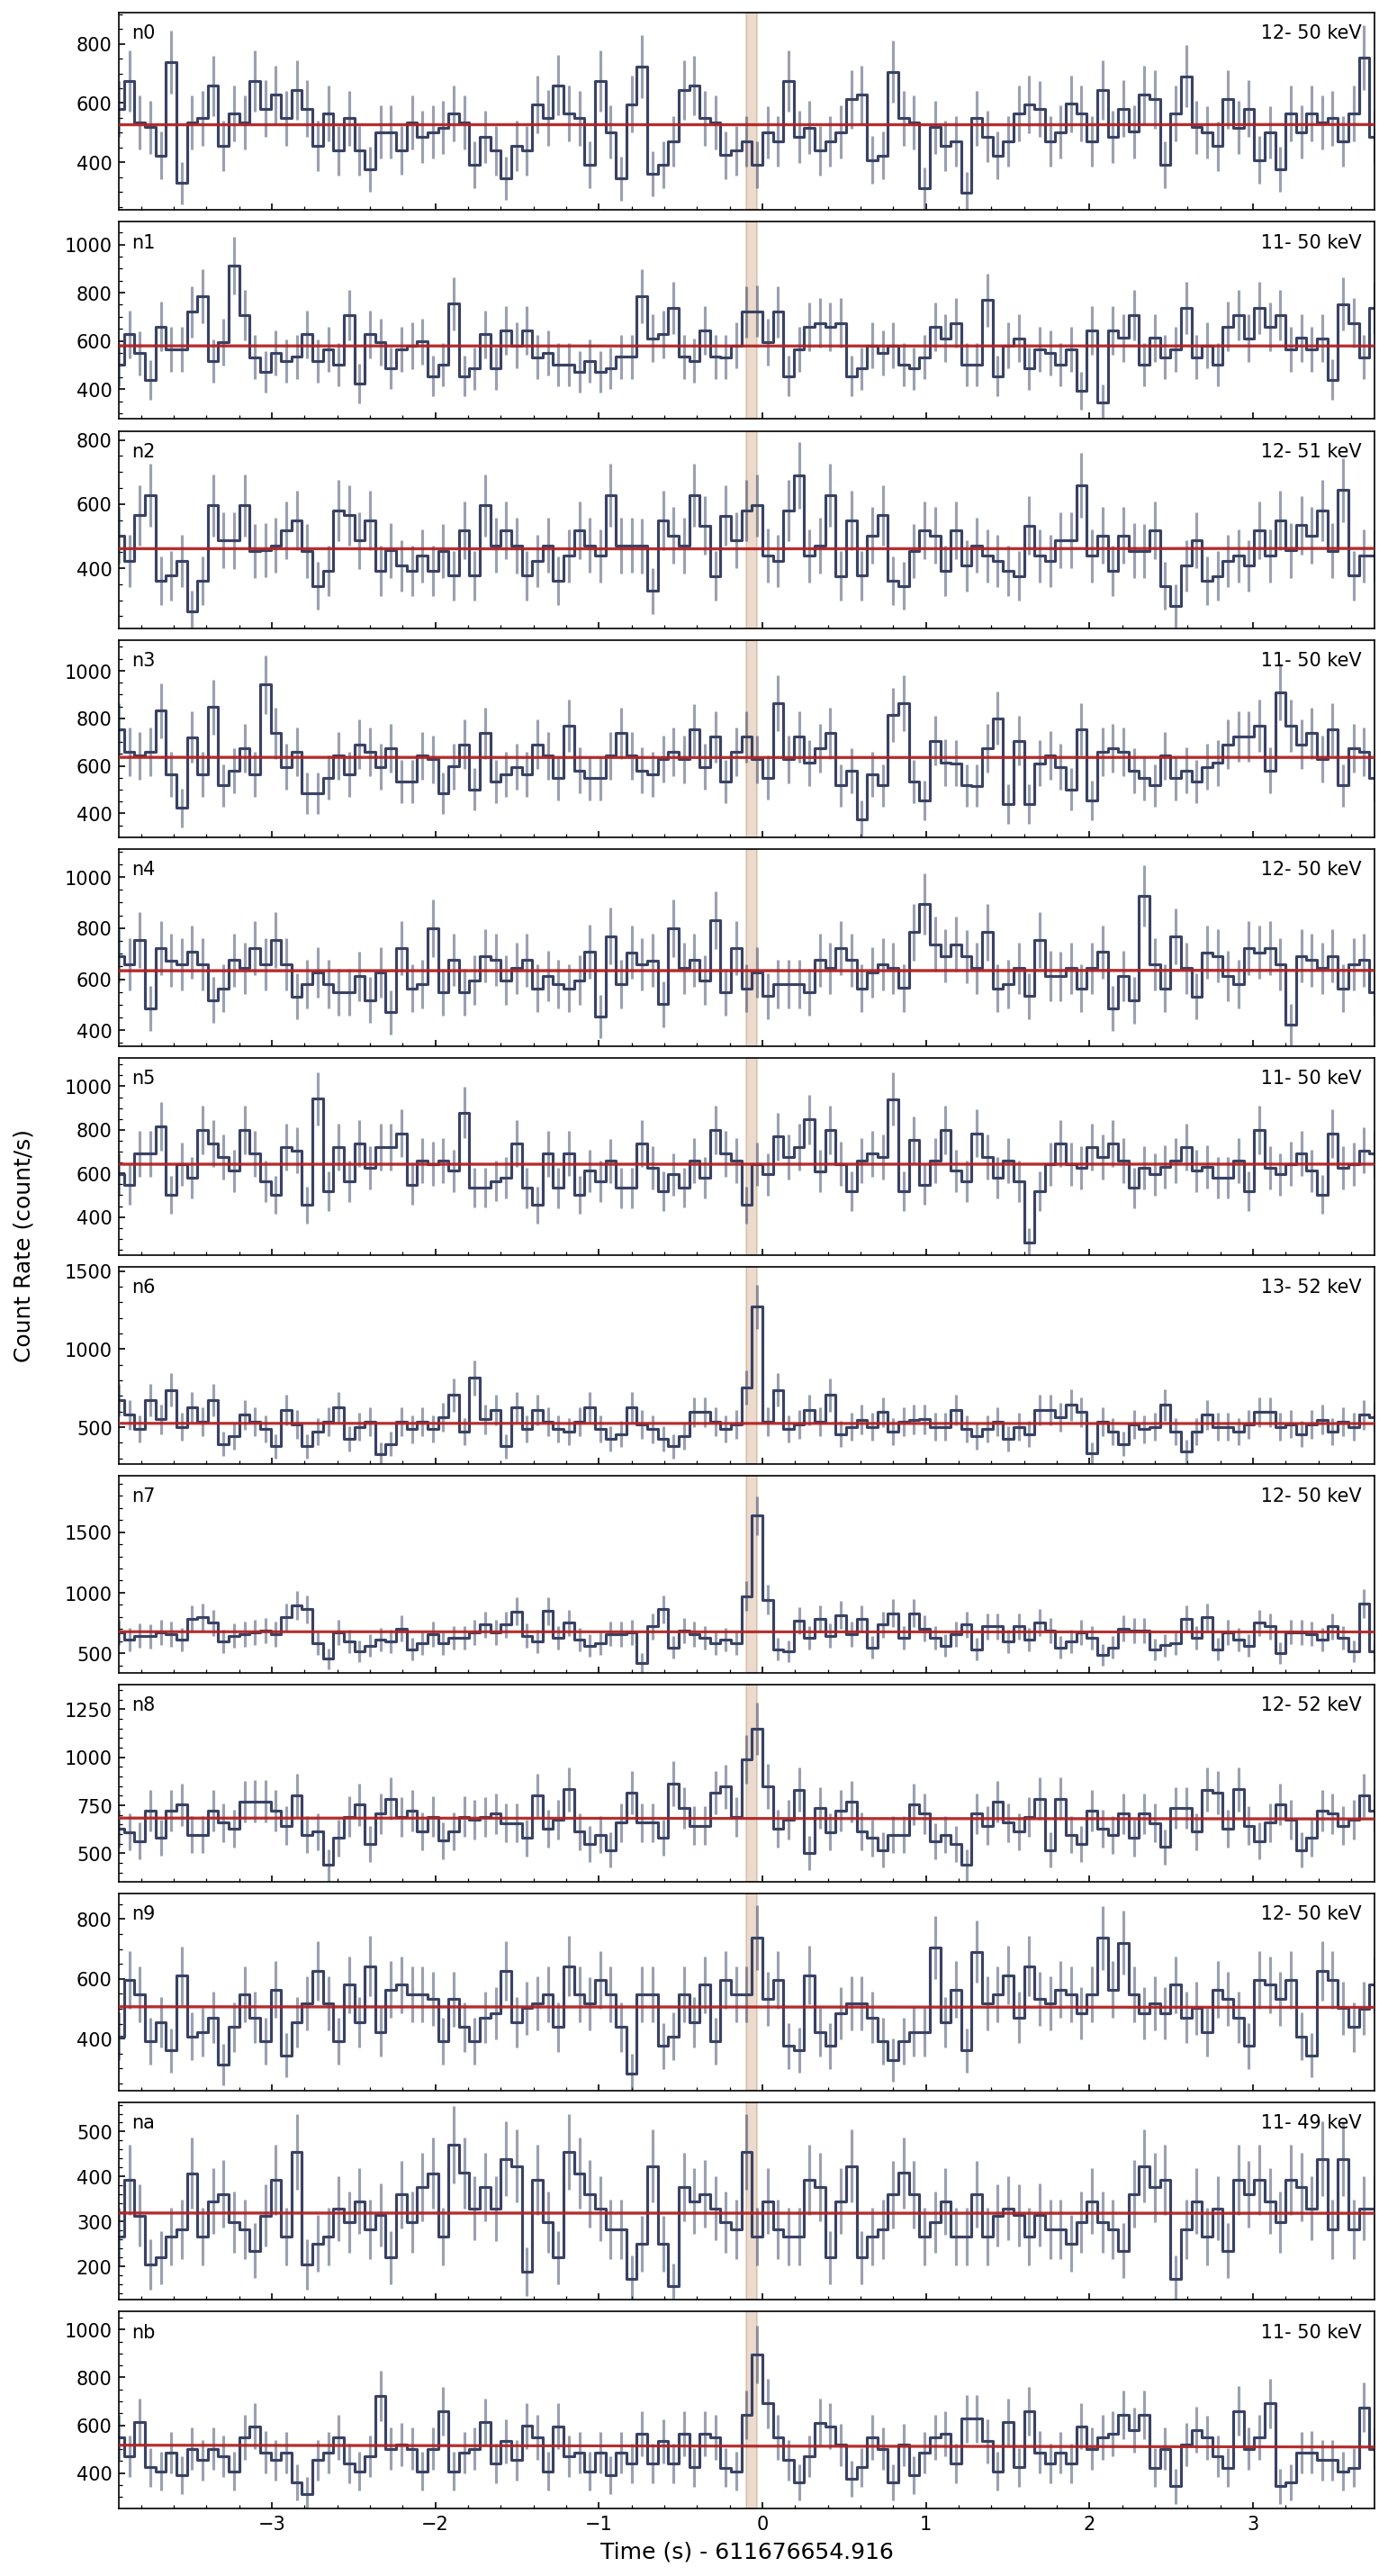 n0 12- 50 keV
800
600
400
n1 11- 50 keV
1000
800
600
400
n2 12- 51 keV
800
600
400
n3 11- 50 keV
1000
800
600
400
n4 12- 50 keV
1000
800
600
400
n5 11- 50 keV
1000
800
600
400
Count Rate (count/s)
n6 13- 52 keV
1500
1000
500
n7 12- 50 keV
1500
1000
500
n8 12- 52 keV
1250
1000
750
500
n9 12- 50 keV
800
600
400
na 11- 49 keV
500
400
300
200
nb 11- 50 keV
1000
800
600
400
−3 −2 −1 0 1 2 3
Time (s) - 611676654.916